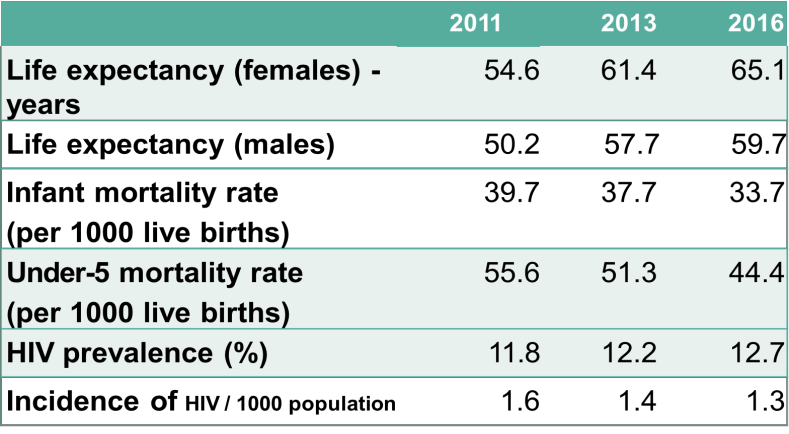 2011 2013 2016
Life expectancy (females) - 54.6 61.4 65.1
years
Life expectancy (males) 50.2 57.7 59.7
Infant mortality rate 39.7 37.7 33.7
(per 1000 live births)
Under-5 mortality rate 55.6 51.3 44.4
(per 1000 live births)
HIV prevalence (%) 11.8 12.2 12.7
Incidence of HIV / 1000 population 1.6 1.4 1.3